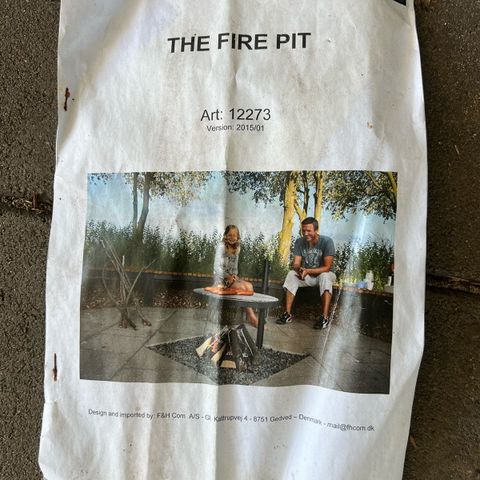 THE FIRE PIT
Art: 12273
Version: 2015/01
Design and imported by: F&H Com A/S - Gl. Kattrupvej 4 - 8751 Gedved – Denmark - mail@fhcom.dk